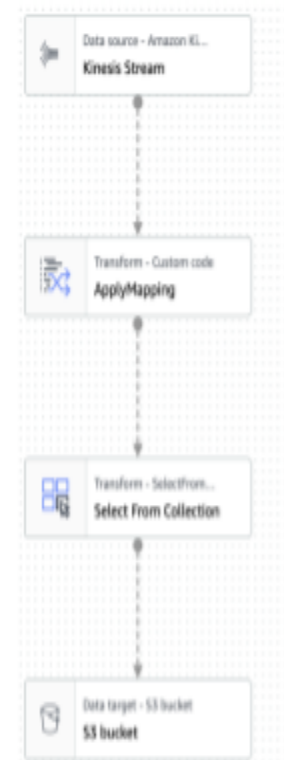 Data source - Amazon Ki...
Kinesis Stream
Transform - Custom code
ApplyMapping
Transform - SelectFrom...
Select From Collection
Data target - S3 bucket
S3 bucket